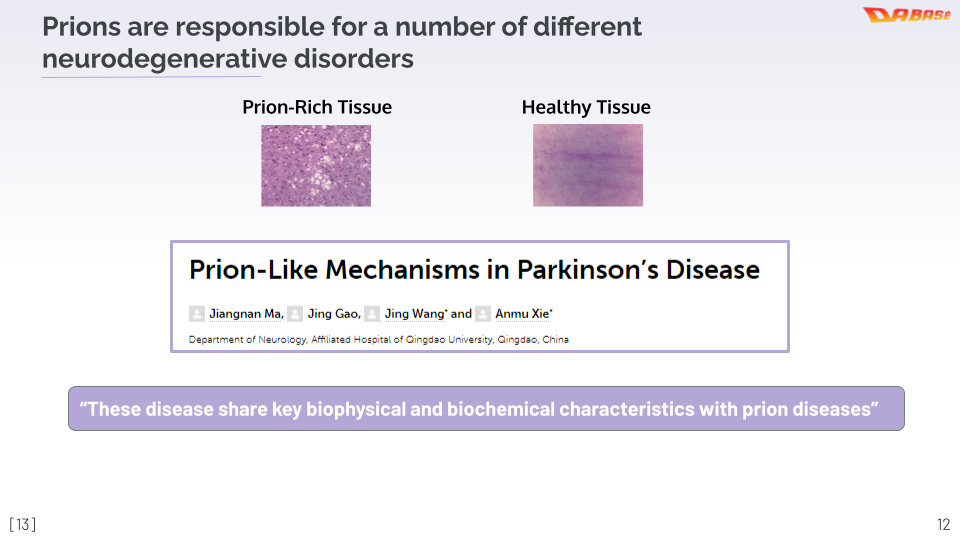 Prions are responsible for a number of different
neurodegenerative disorders
DABASE
Prion-Rich Tissue
Healthy Tissue
Prion-Like Mechanisms in Parkinson’s Disease
Jiangnan Ma, Jing Gao, Jing Wang* and Anmu Xie*
Department of Neurology, Affiliated Hospital of Qingdao University, Qingdao, China
“These disease share key biophysical and biochemical characteristics with prion diseases”
[13]
12